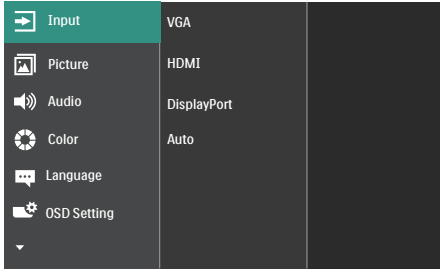 Input
VGA
Picture
HDMI
Audio
DisplayPort
Color
Auto
Language
OSD Setting